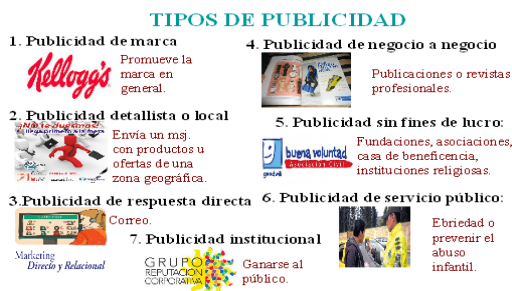 TIPOS DE PUBLICIDAD
1. Publicidad de marca
Kellogg's
Promueve la
marca en
general.
2. Publicidad detallista o local
Envía un msj.
con productos u
ofertas de una
zona geográfica.
3.Publicidad de respuesta directa
Correo.
Marketing
Directo y Relacional
4. Publicidad de negocio a negocio
Publicaciones o revistas
profesionales.
5. Publicidad sin fines de lucro:
buena voluntad
Asociación Civil
goodwill
Fundaciones, asociaciones,
casa de beneficencia,
instituciones religiosas.
6. Publicidad de servicio público:
Ebriedad o
prevenir el
abuso
infantil.
7. Publicidad institucional
GRUPO
REPUTACIÓN
CORPORATIVA
Ganarse al
público.